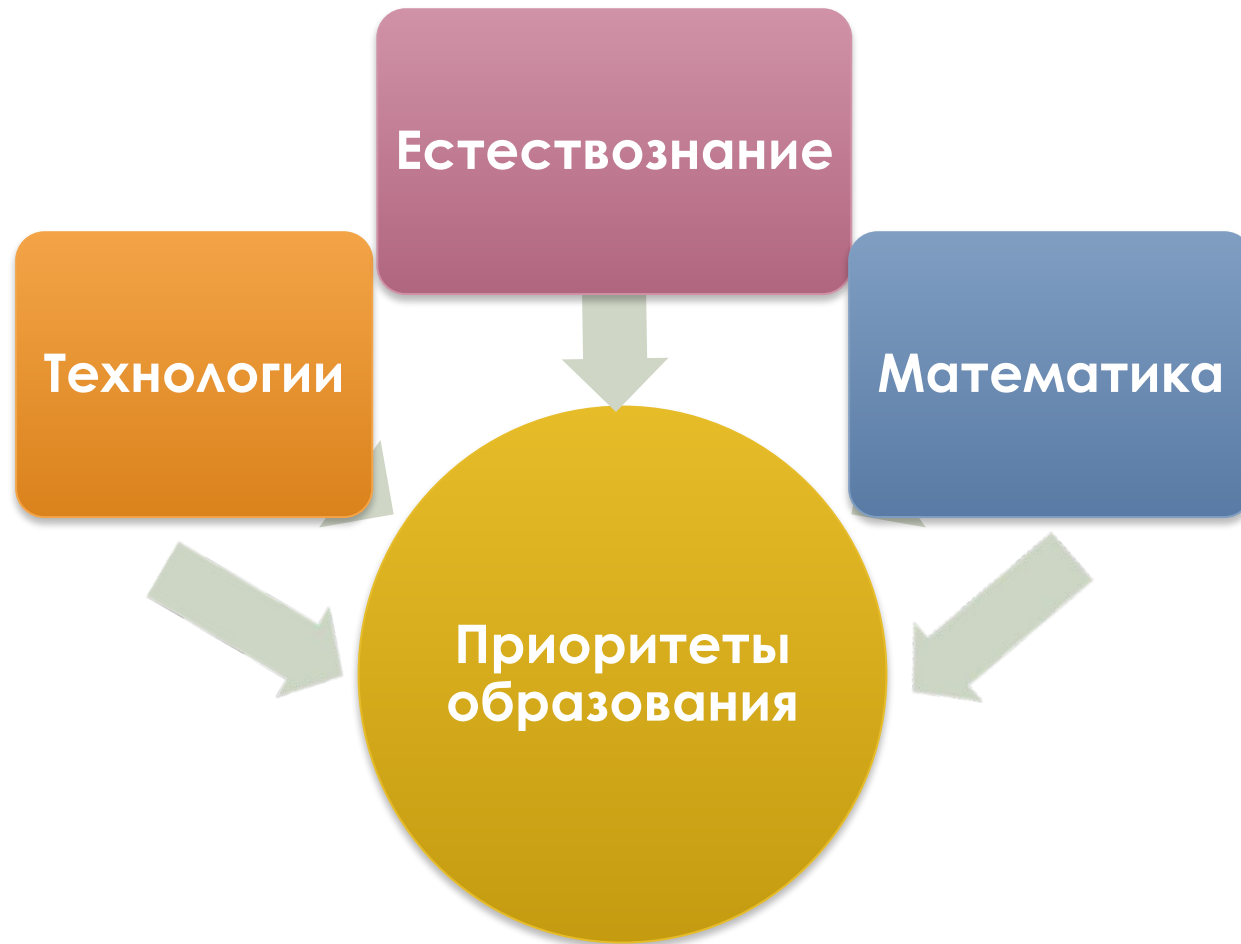 Естествознание
Технологии
Математика
Приоритеты
образования